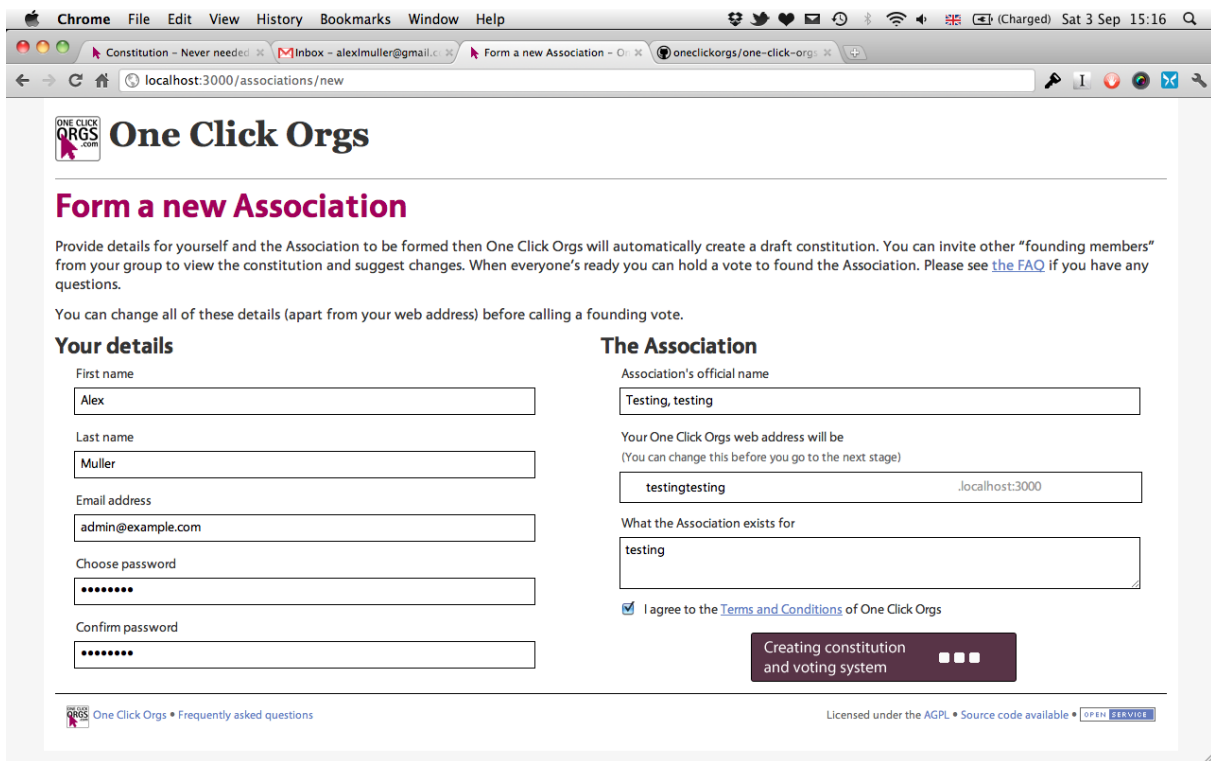 Chrome File Edit View History Bookmarks Window Help (Charged) Sat 3 Sep 15:16
Constitution – Never needed Inbox – alexlmuller@gmail.c Form a new Association – On oneclickorgs/one-click-orgs
localhost:3000/associations/new
ONE CLICK
ORGS
.com
One Click Orgs
Form a new Association
Provide details for yourself and the Association to be formed then One Click Orgs will automatically create a draft constitution. You can invite other “founding members”
from your group to view the constitution and suggest changes. When everyone’s ready you can hold a vote to found the Association. Please see the FAQ if you have any
questions.
You can change all of these details (apart from your web address) before calling a founding vote.
Your details
First name
Alex
Last name
Muller
Email address
admin@example.com
Choose password
••••••••
Confirm password
••••••••
The Association
Association's official name
Testing, testing
Your One Click Orgs web address will be
(You can change this before you go to the next stage)
testingtesting .localhost:3000
What the Association exists for
testing
I agree to the Terms and Conditions of One Click Orgs
Creating constitution
and voting system
ONE CLICK
ORGS
One Click Orgs • Frequently asked questions
Licensed under the AGPL • Source code available • OPEN SERVICE